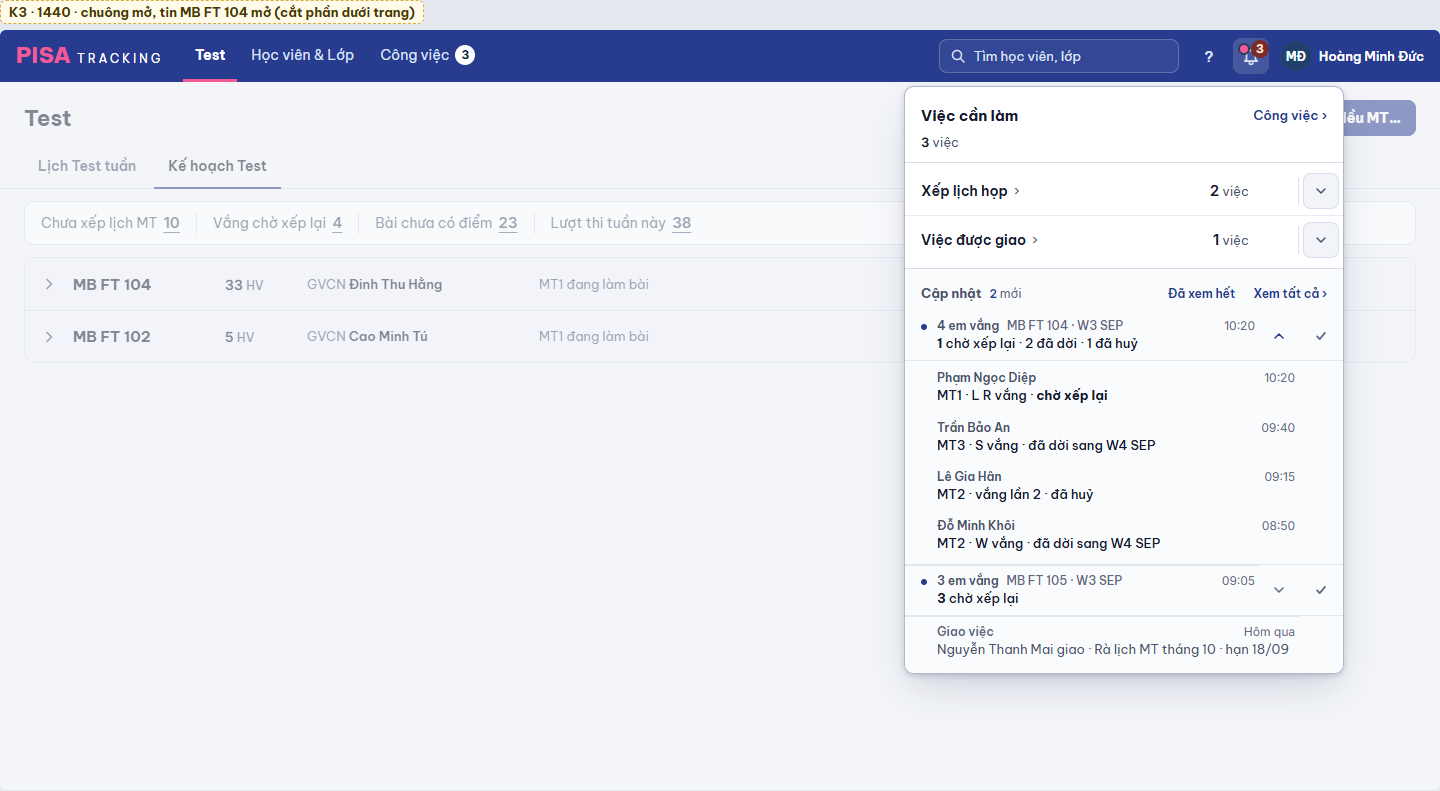 K3 · 1440 · chuông mở, tin MB FT 104 mở (cắt phần dưới trang)
PISA TRACKING
Test
Học viên & Lớp
Công việc 3
Tìm học viên, lớp
?
3
MĐ Hoàng Minh Đức
Test
Lịch Test tuần
Kế hoạch Test
Chưa xếp lịch MT 10
Vắng chờ xếp lại 4
Bài chưa có điểm 23
Lượt thi tuần này 38
MB FT 104
33 HV
GVCN Đinh Thu Hằng
MT1 đang làm bài
MB FT 102
5 HV
GVCN Cao Minh Tú
MT1 đang làm bài
MT...
Việc cần làm
Công việc ›
3 việc
Xếp lịch họp ›
2 việc
Việc được giao ›
1 việc
Cập nhật 2 mới
Đã xem hết
Xem tất cả ›
4 em vắng MB FT 104 · W3 SEP 10:20
1 chờ xếp lại · 2 đã dời · 1 đã huỷ
Phạm Ngọc Diệp 10:20
MT1 · L R vắng · chờ xếp lại
Trần Bảo An 09:40
MT3 · S vắng · đã dời sang W4 SEP
Lê Gia Hân 09:15
MT2 · vắng lần 2 · đã huỷ
Đỗ Minh Khôi 08:50
MT2 · W vắng · đã dời sang W4 SEP
3 em vắng MB FT 105 · W3 SEP 09:05
3 chờ xếp lại
Giao việc Hôm qua
Nguyễn Thanh Mai giao · Rà lịch MT tháng 10 · hạn 18/09